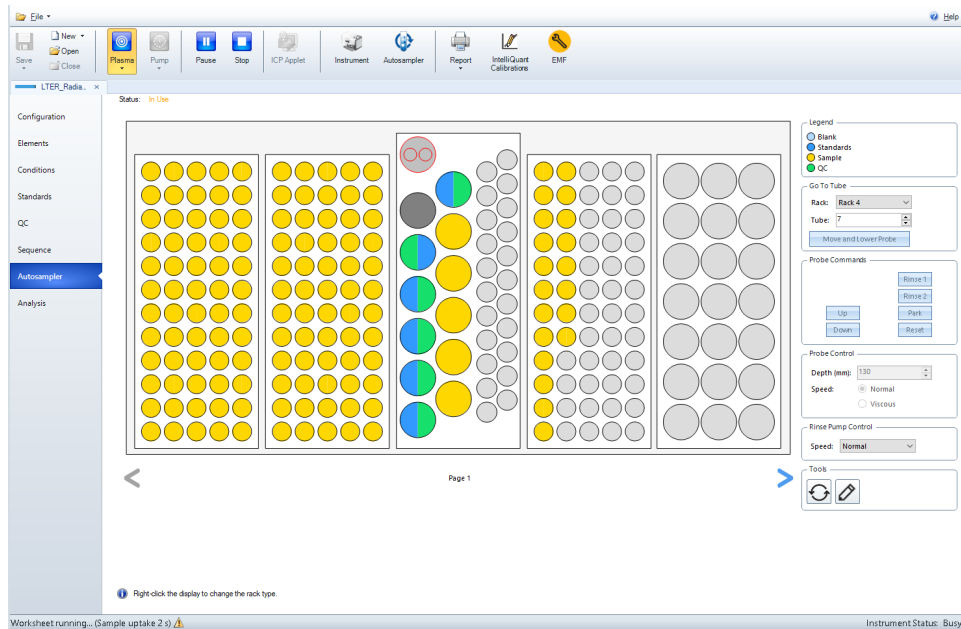 File
Help
Save
New
Open
Close
Plasma
Pump
Pause
Stop
ICP Applet
Instrument
Autosampler
Report
IntelliQuant
Calibrations
EMF
LTER_Radia..
Status: In Use
Configuration
Elements
Conditions
Standards
QC
Sequence
Autosampler
Analysis
Legend
Blank
Standards
Sample
QC
Go To Tube
Rack: Rack 4
Tube: 7
Move and Lower Probe
Probe Commands
Rinse 1
Rinse 2
Up Park
Down Reset
Probe Control
Depth (mm): 130
Speed: Normal
Viscous
Rinse Pump Control
Speed: Normal
Tools
Page 1
Right-click the display to change the rack type.
Worksheet running... (Sample uptake 2 s)
Instrument Status: Busy